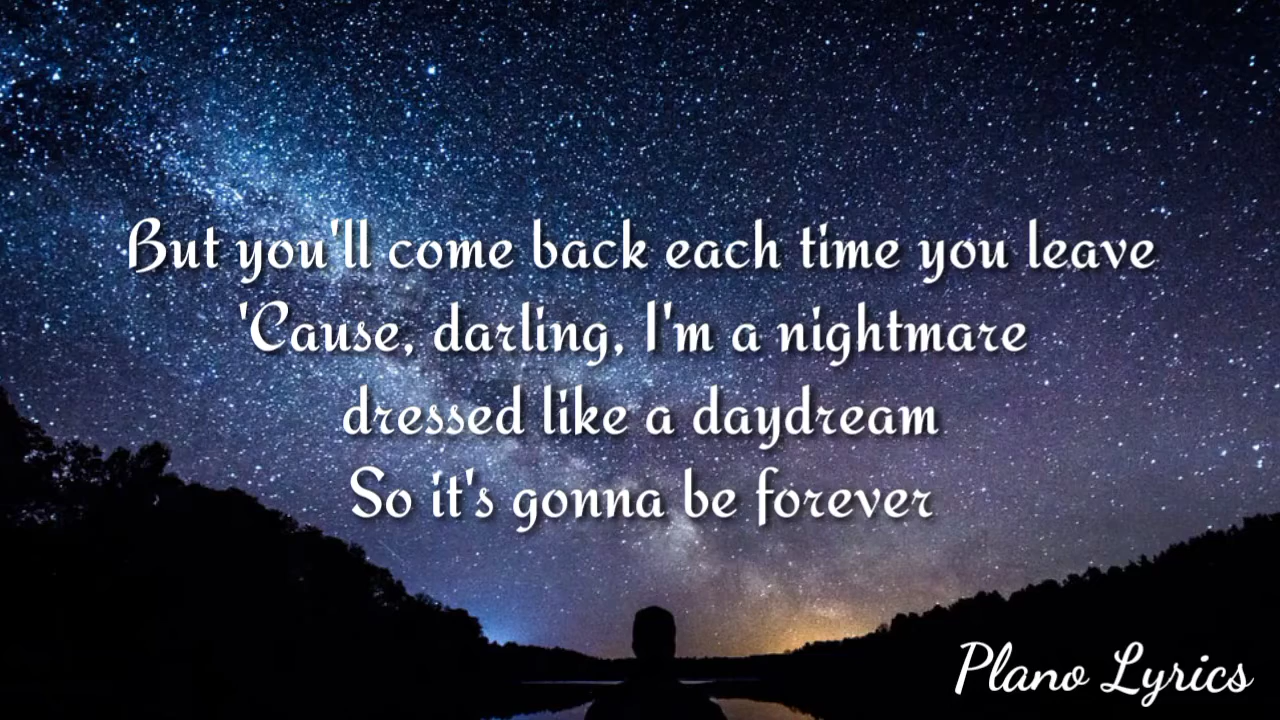 But you'll come back each time you leave
'Cause, darling, I'm a nightmare
dressed like a daydream
So it's gonna be forever
Plano Lyrics